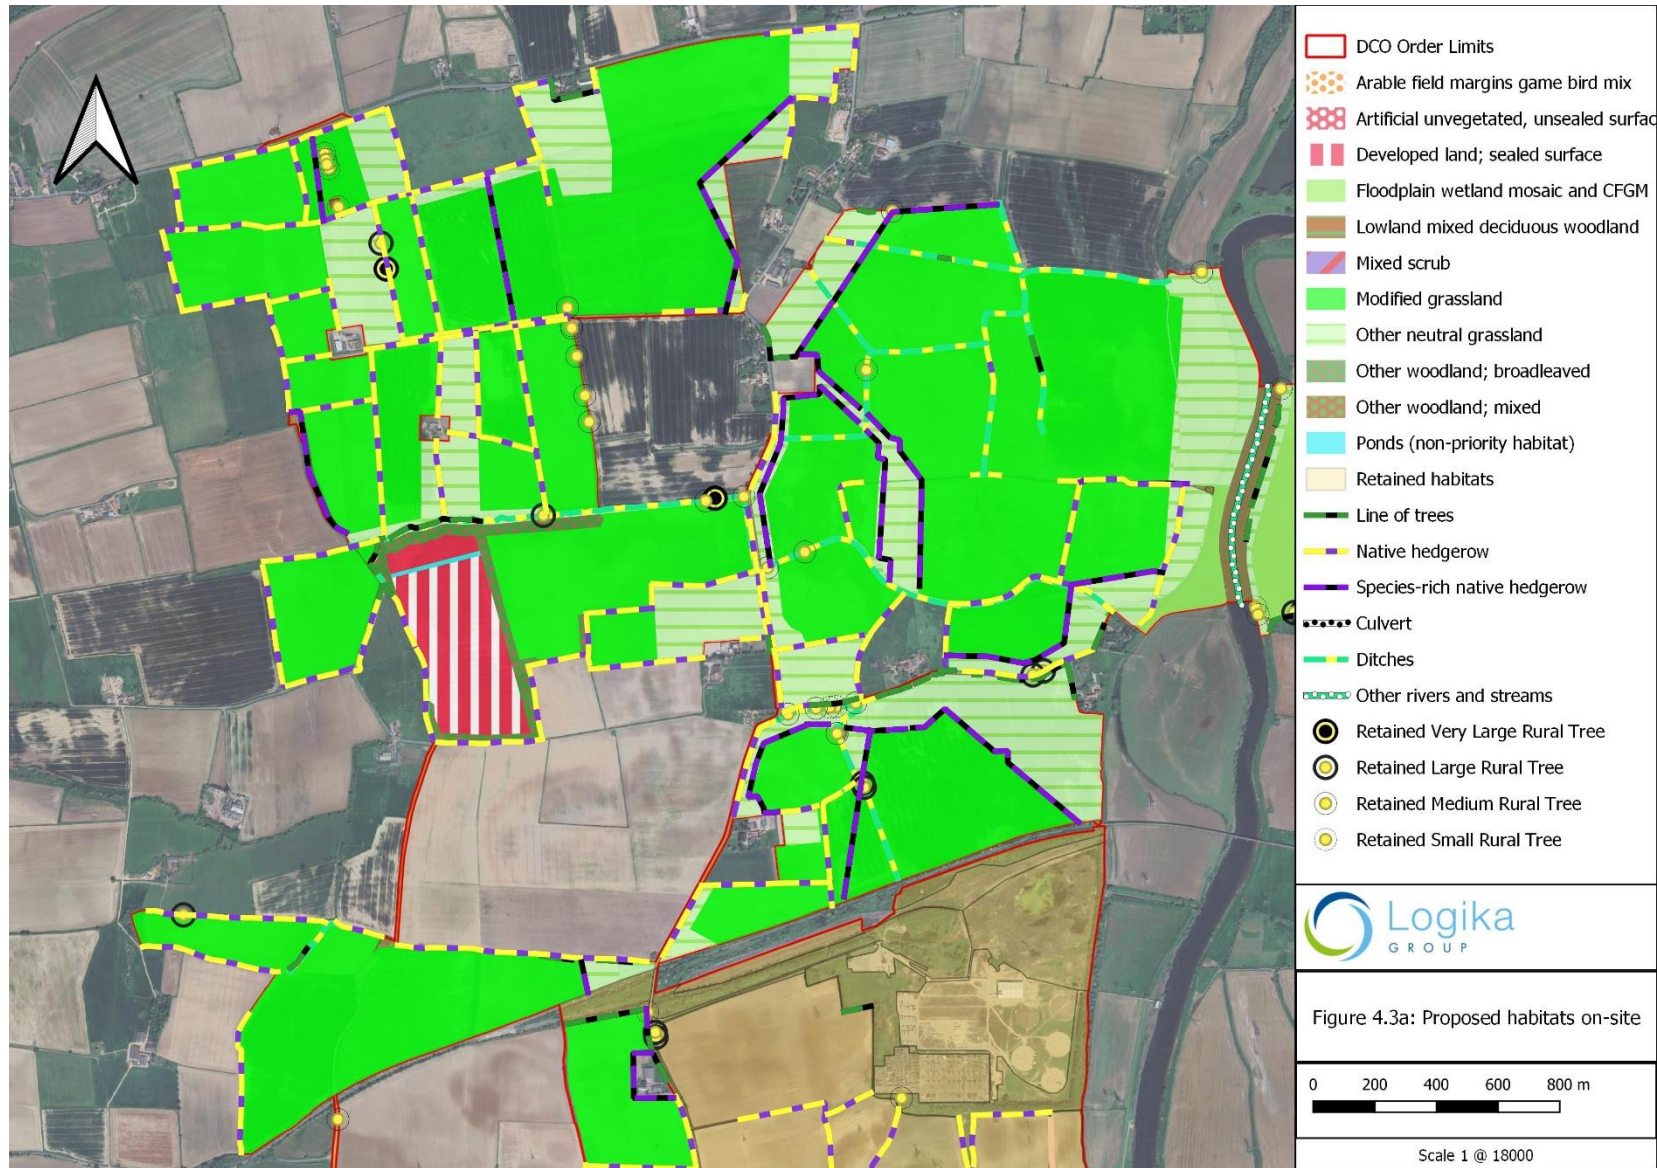 DCO Order Limits
Arable field margins game bird mix
Artificial unvegetated, unsealed surfac
Developed land; sealed surface
Floodplain wetland mosaic and CFGM
Lowland mixed deciduous woodland
Mixed scrub
Modified grassland
Other neutral grassland
Other woodland; broadleaved
Other woodland; mixed
Ponds (non-priority habitat)
Retained habitats
Line of trees
Native hedgerow
Species-rich native hedgerow
Culvert
Ditches
Other rivers and streams
Retained Very Large Rural Tree
Retained Large Rural Tree
Retained Medium Rural Tree
Retained Small Rural Tree
Logika
GROUP
Figure 4.3a: Proposed habitats on-site
0 200 400 600 800 m
Scale 1 @ 18000